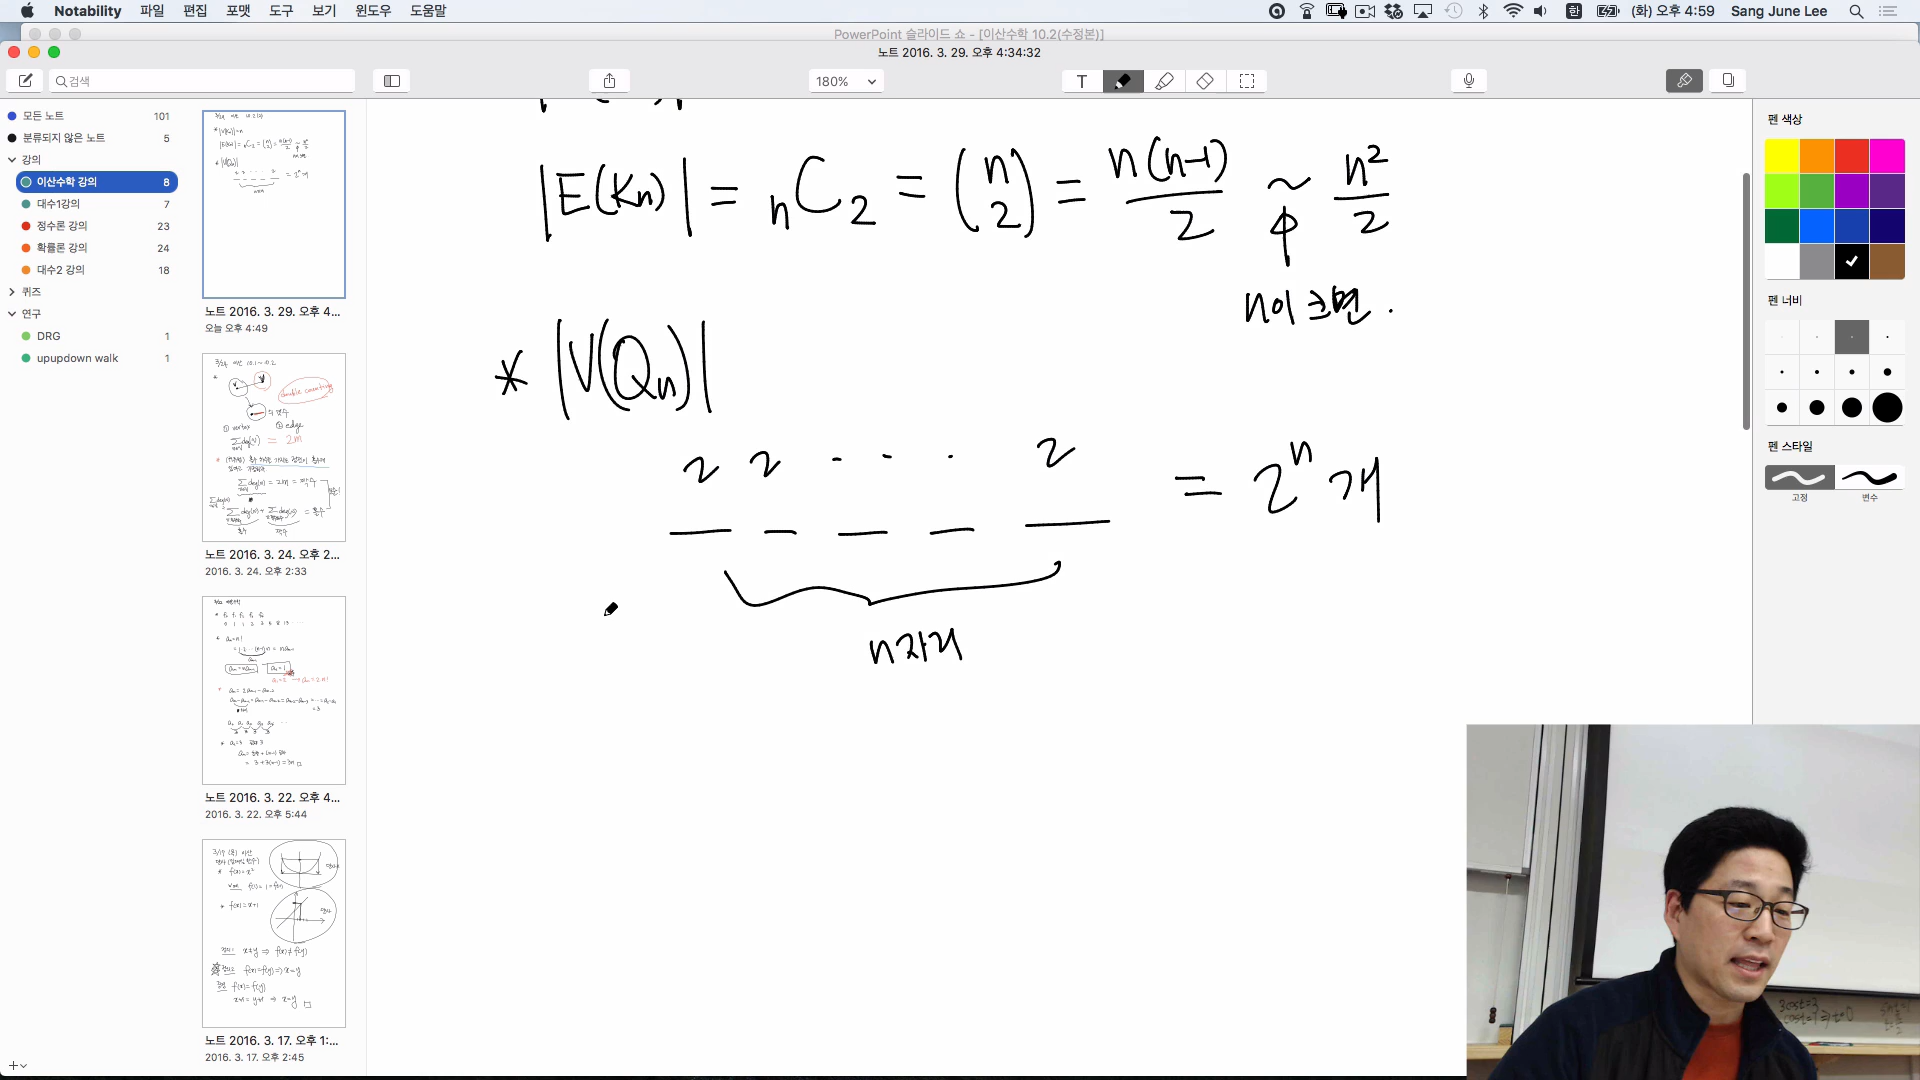 Notability 파일 편집 포맷 도구 보기 윈도우 도움말 (화) 오후 4:59 Sang June Lee
PowerPoint 슬라이드 쇼 - [이산수학 10.2(수정본)]
노트 2016. 3. 29. 오후 4:34:32
검색
180%
T
모든 노트 101
분류되지 않은 노트 5
강의
이산수학 강의 8
대수1강의 7
정수론 강의 23
확률론 강의 24
대수2 강의 18
퀴즈
연구
DRG 1
upupdown walk 1
노트 2016. 3. 29. 오후 4...
오늘 오후 4:49
double counting
① vertex ② edge
노트 2016. 3. 24. 오후 2...
2016. 3. 24. 오후 2:33
노트 2016. 3. 22. 오후 4...
2016. 3. 22. 오후 5:44
노트 2016. 3. 17. 오후 1:...
2016. 3. 17. 오후 2:45
|E(Kn)| = nC2 = (n 2) = n(n-1)/2 ~ n²/2
n이 크면.
* |V(Qn)|
2 2 · · · 2
= 2ⁿ개
n자리
펜 색상
펜 너비
펜 스타일
고정 변수